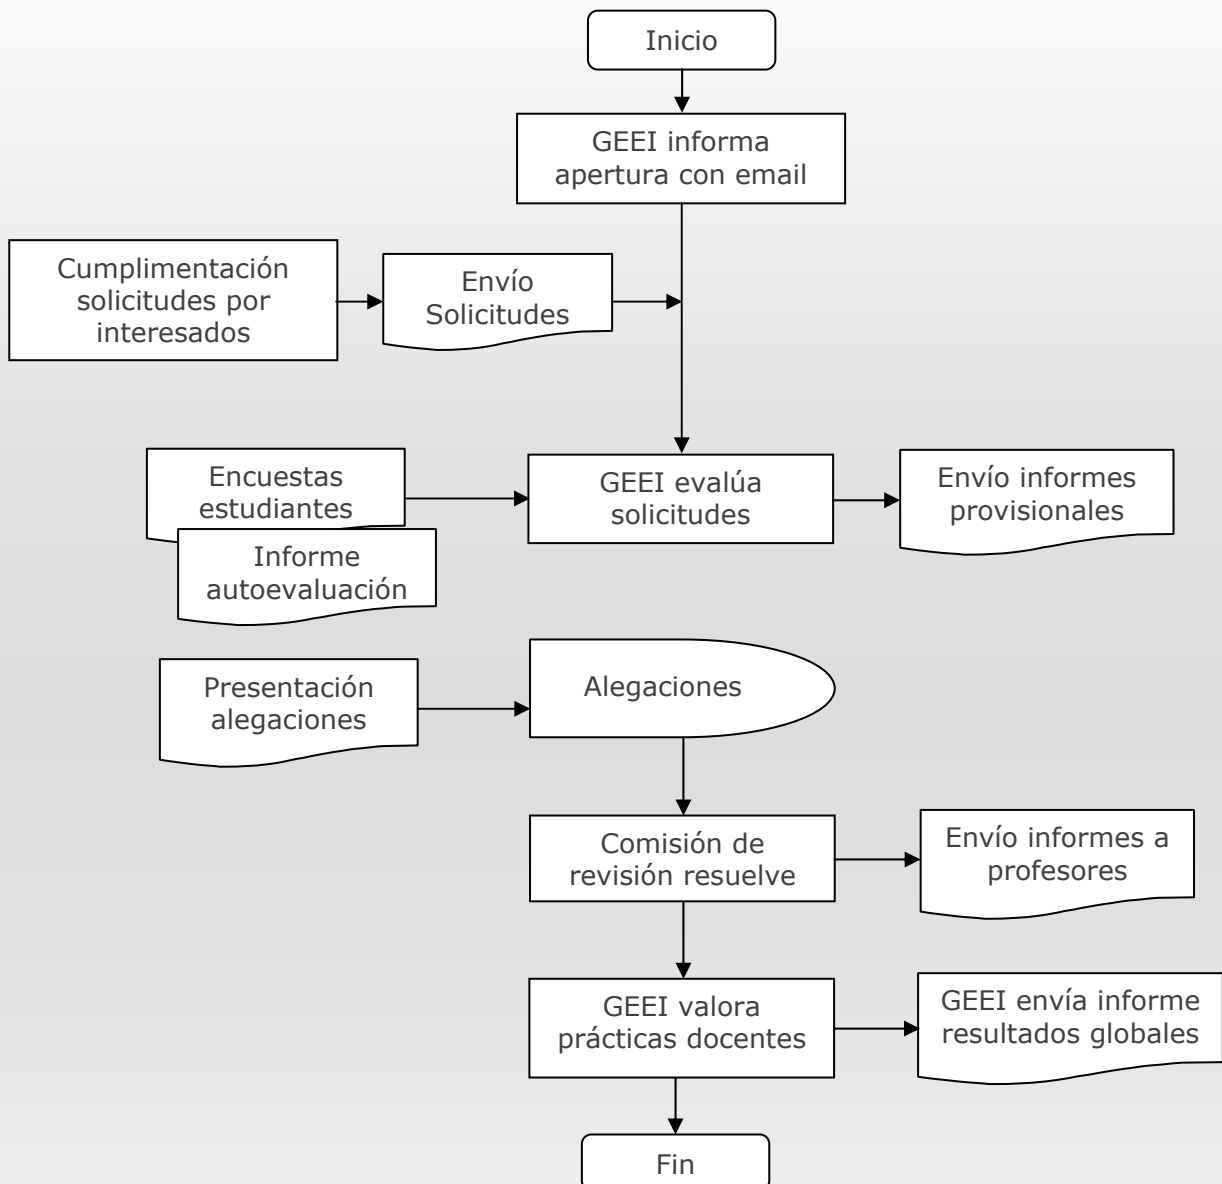 Inicio
GEEI informa
apertura con email
Cumplimentación
solicitudes por
interesados
Envío
Solicitudes
Encuestas
estudiantes
Informe
autoevaluación
GEEI evalúa
solicitudes
Envío informes
provisionales
Presentación
alegaciones
Alegaciones
Comisión de
revisión resuelve
Envío informes a
profesores
GEEI valora
prácticas docentes
GEEI envía informe
resultados globales
Fin